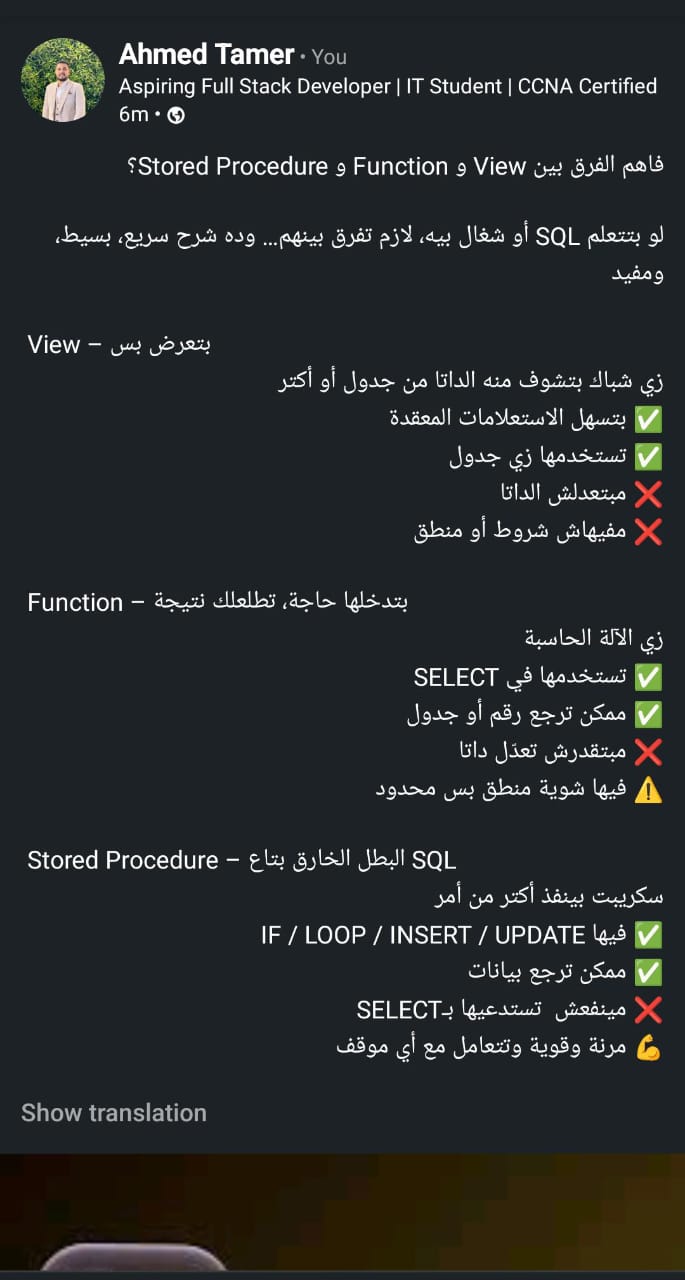 Ahmed Tamer • You
Aspiring Full Stack Developer | IT Student | CCNA Certified
6m •
فاهم الفرق بين View و Function و Stored Procedure؟
لو بتتعلم SQL أو شغال بيه، لازم تفرق بينهم... وده شرح سريع، بسيط،
ومفيد
View – بتعرض بس
زي شباك بتشوف منه الداتا من جدول أو أكتر
✅ بتسهل الاستعلامات المعقدة
✅ تستخدمها زي جدول
❌ مبتعدلش الداتا
❌ مفيهاش شروط أو منطق
Function – بتدخلها حاجة، تطلعلك نتيجة
زي الآلة الحاسبة
✅ تستخدمها في SELECT
✅ ممكن ترجع رقم أو جدول
❌ مبتقدرش تعدّل داتا
⚠️ فيها شوية منطق بس محدود
Stored Procedure – البطل الخارق بتاع SQL
سكريبت بينفذ أكتر من أمر
✅ فيها IF / LOOP / INSERT / UPDATE
✅ ممكن ترجع بيانات
❌ مينفعش تستدعيها بـSELECT
💪 مرنة وقوية وتتعامل مع أي موقف
Show translation